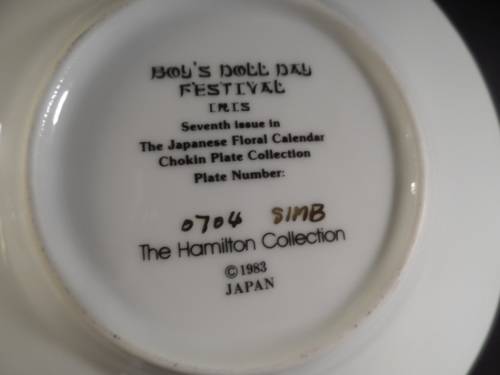 BOY'S DOLL DAY
FESTIVAL
IRIS
Seventh issue in
The Japanese Floral Calendar
Chokin Plate Collection
Plate Number:
0704 81MB
The Hamilton Collection
©1983
JAPAN